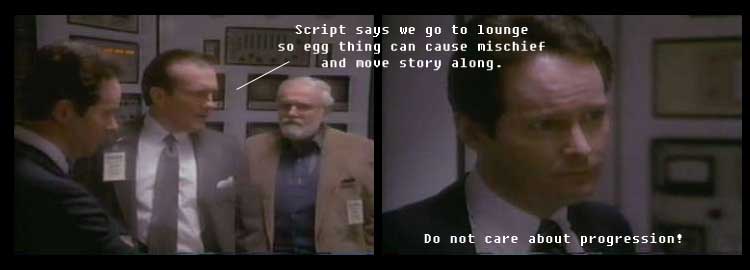 Script says we go to lounge
so egg thing can cause mischief
and move story along.
Do not care about progression!